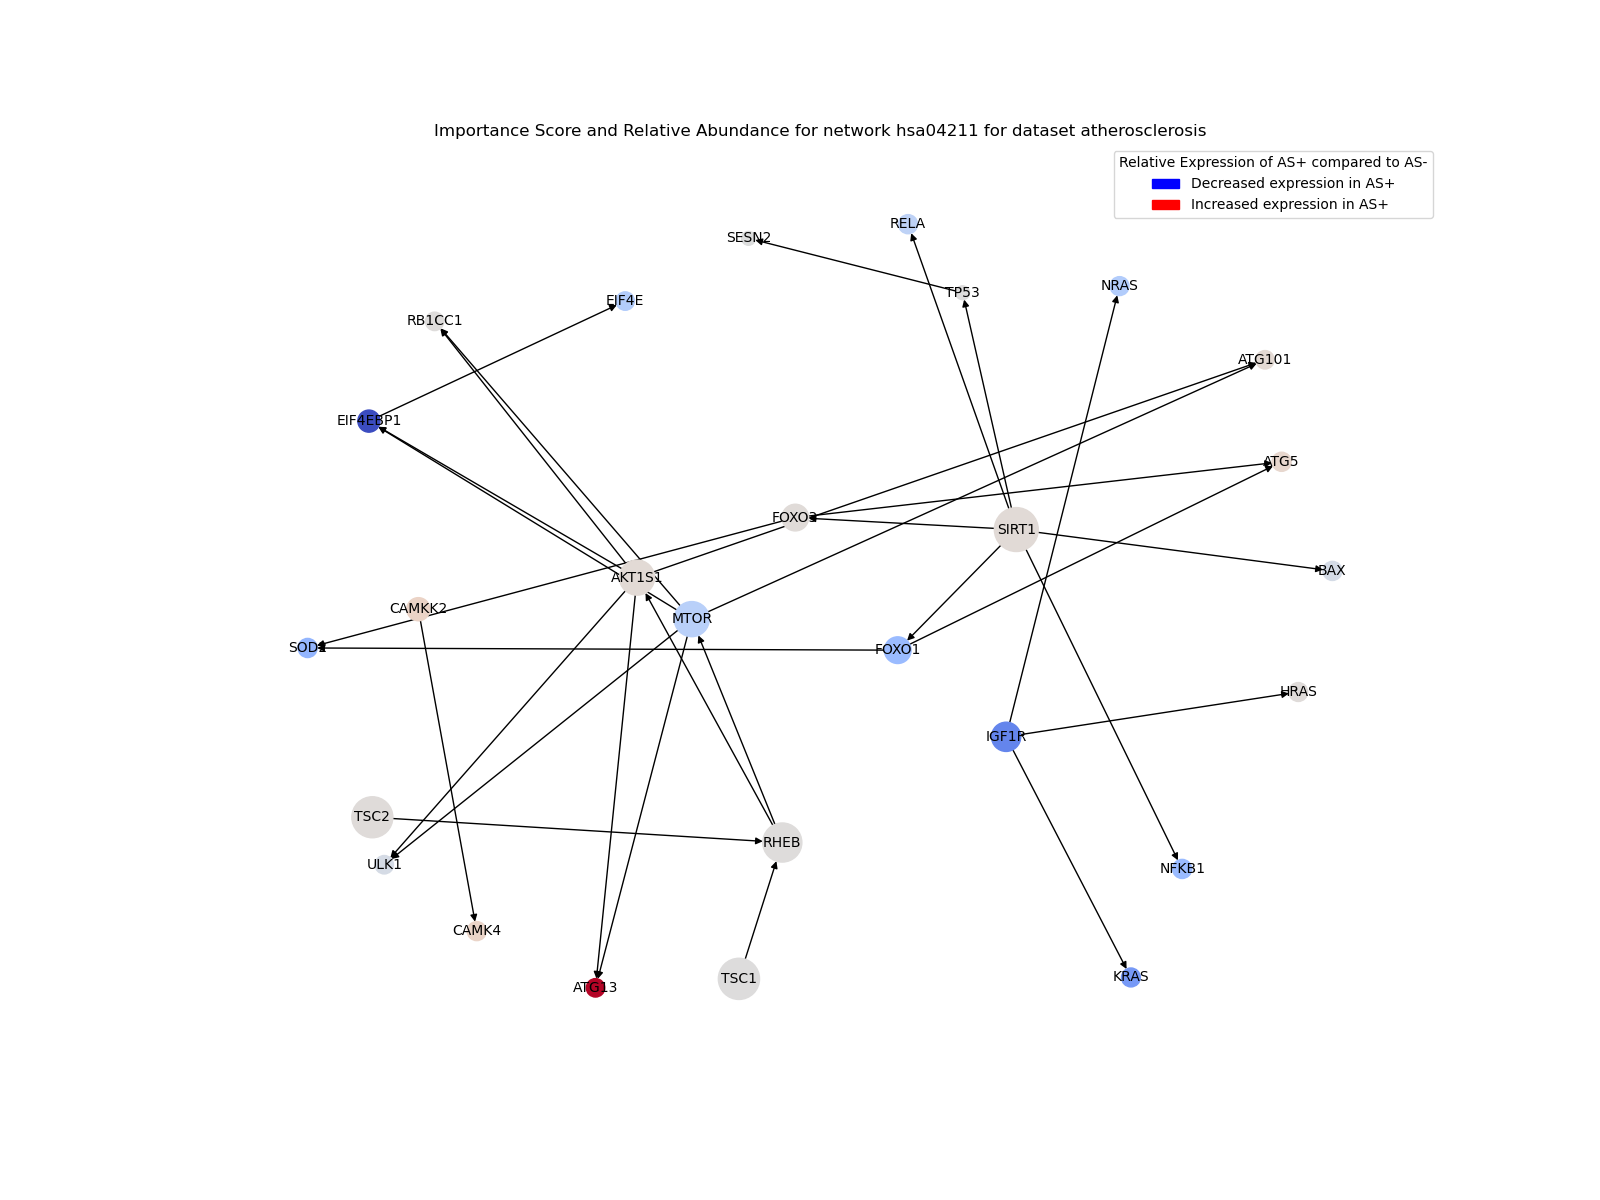 Importance Score and Relative Abundance for network hsa04211 for dataset atherosclerosis
Relative Expression of AS+ compared to AS-
Decreased expression in AS+
Increased expression in AS+
RELA
SESN2
TP53
NRAS
EIF4E
RB1CC1
ATG101
EIF4EBP1
ATG5
FOXO3
SIRT1
BAX
AKT1S1
CAMKK2
MTOR
FOXO1
HRAS
IGF1R
TSC2
RHEB
ULK1
NFKB1
CAMK4
KRAS
TSC1
ATG13